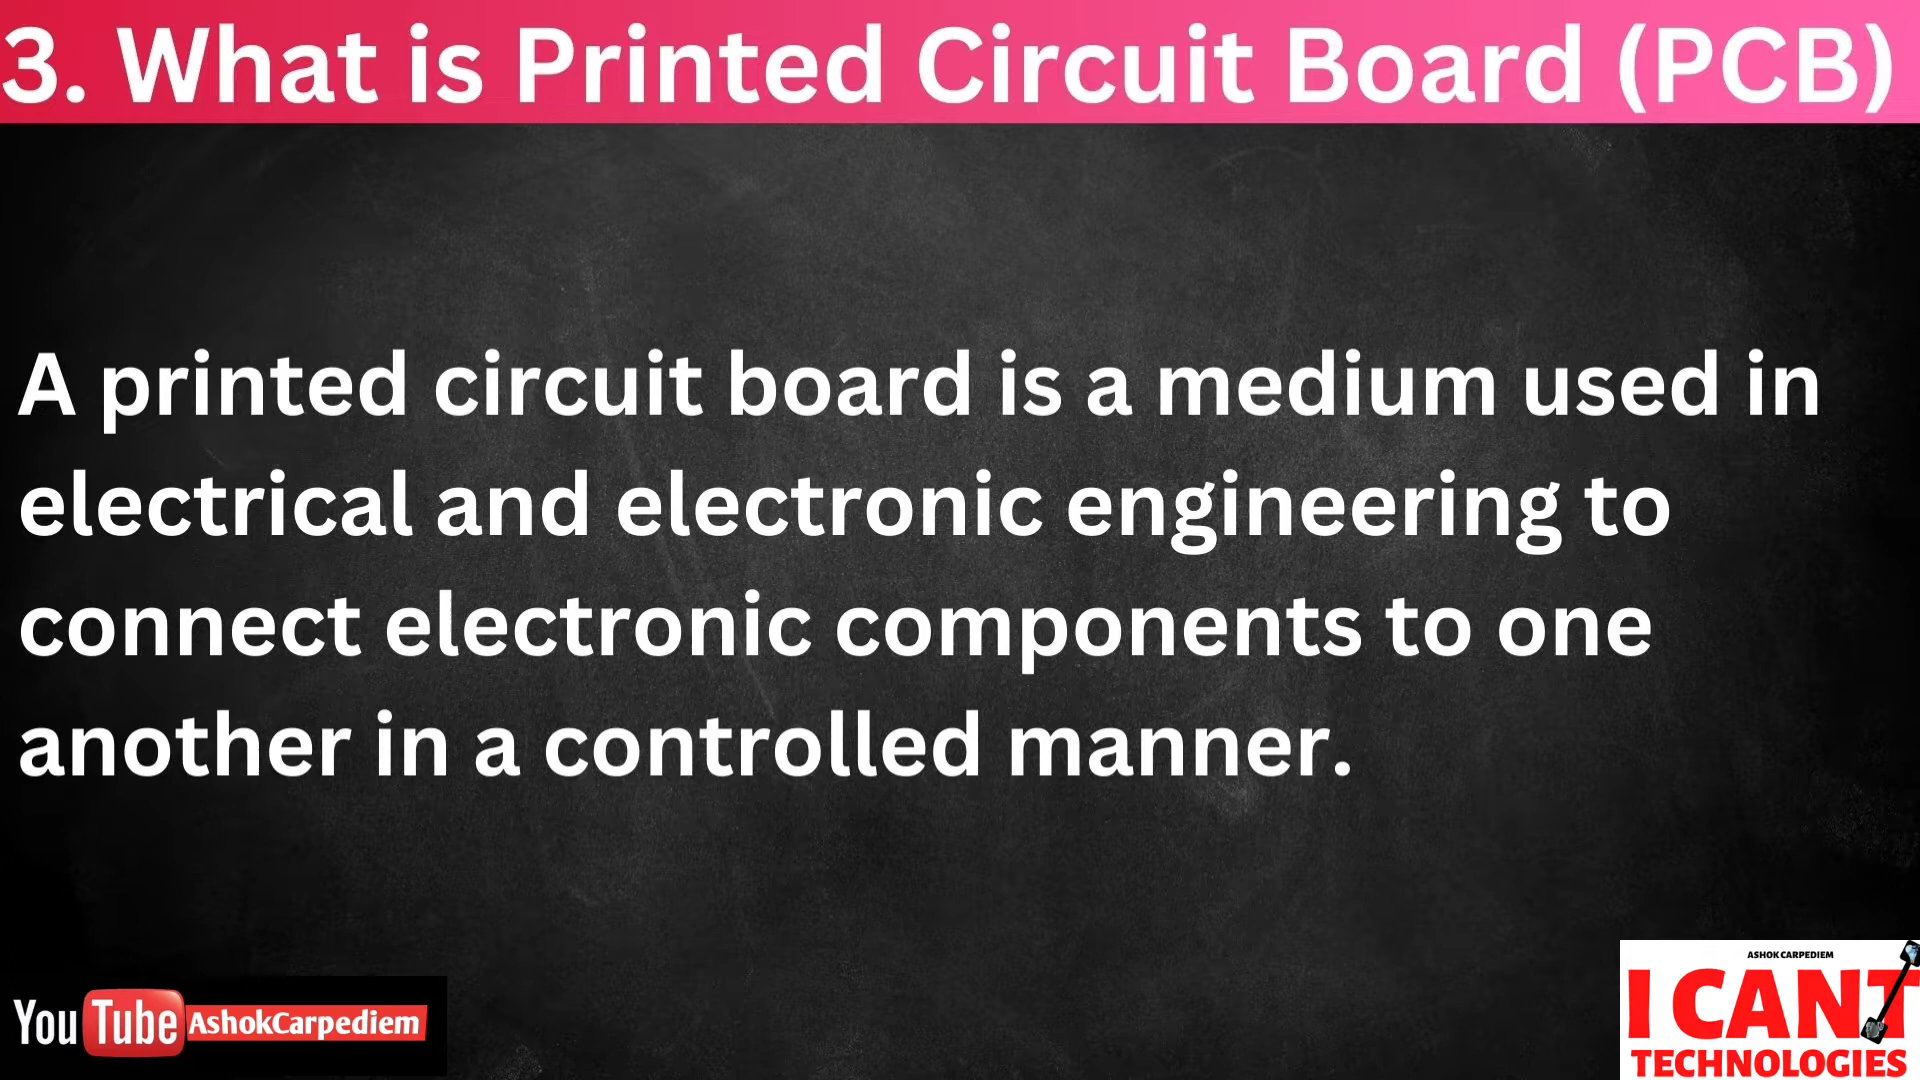 3. What is Printed Circuit Board (PCB)
A printed circuit board is a medium used in
electrical and electronic engineering to
connect electronic components to one
another in a controlled manner.
YouTube AshokCarpediem
ASHOK CARPEDIEM
I CANT
TECHNOLOGIES